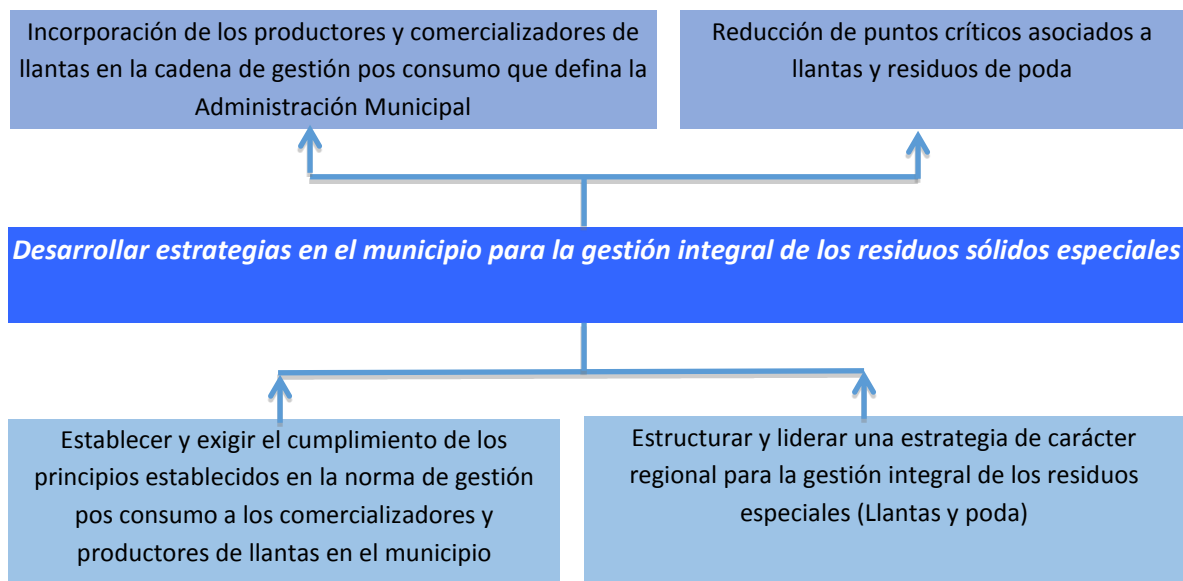 Incorporación de los productores y comercializadores de
llantas en la cadena de gestión pos consumo que defina la
Administración Municipal
Reducción de puntos críticos asociados a
llantas y residuos de poda
Desarrollar estrategias en el municipio para la gestión integral de los residuos sólidos especiales
Establecer y exigir el cumplimiento de los
principios establecidos en la norma de gestión
pos consumo a los comercializadores y
productores de llantas en el municipio
Estructurar y liderar una estrategia de carácter
regional para la gestión integral de los residuos
especiales (Llantas y poda)